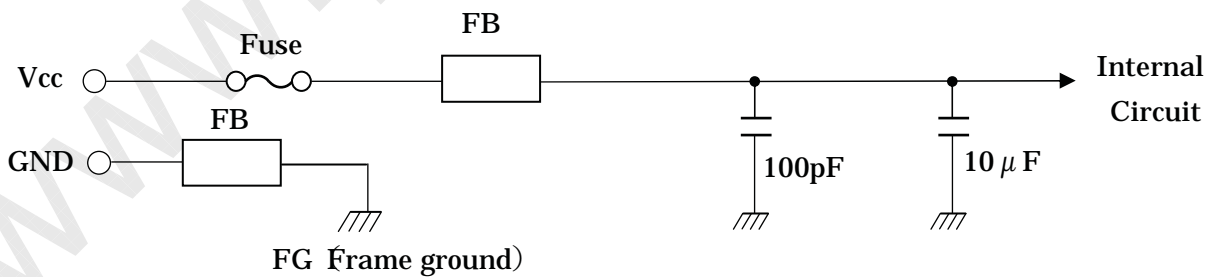 FB
Fuse
Vcc
Internal
Circuit
FB
GND
100pF
10μF
FG (Frame ground)